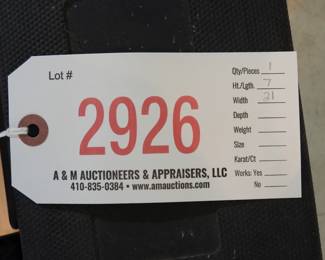 Lot #
2926
A & M AUCTIONEERS & APPRAISERS, LLC
410-835-0384 • www.amauctions.com
Qty/Pieces 1
Ht./Lgth. 7
Width 21
Depth
Weight
Size
Karat/Ct
Works: Yes
No